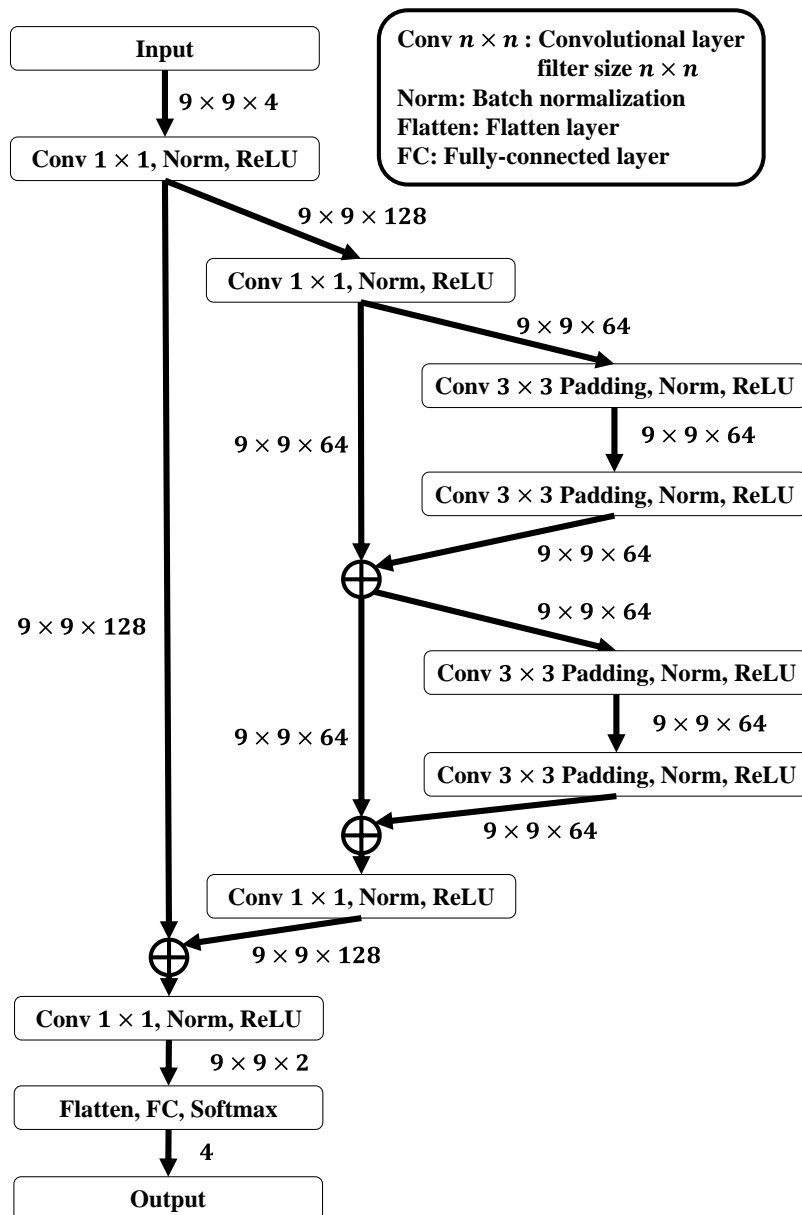 Input
Conv n × n : Convolutional layer
filter size n × n
Norm: Batch normalization
Flatten: Flatten layer
FC: Fully-connected layer
9 × 9 × 4
Conv 1 × 1, Norm, ReLU
9 × 9 × 128
Conv 1 × 1, Norm, ReLU
9 × 9 × 64
Conv 3 × 3 Padding, Norm, ReLU
9 × 9 × 64
9 × 9 × 64
Conv 3 × 3 Padding, Norm, ReLU
9 × 9 × 64
9 × 9 × 64
9 × 9 × 128
Conv 3 × 3 Padding, Norm, ReLU
9 × 9 × 64
9 × 9 × 64
Conv 3 × 3 Padding, Norm, ReLU
9 × 9 × 64
Conv 1 × 1, Norm, ReLU
9 × 9 × 128
Conv 1 × 1, Norm, ReLU
9 × 9 × 2
Flatten, FC, Softmax
4
Output